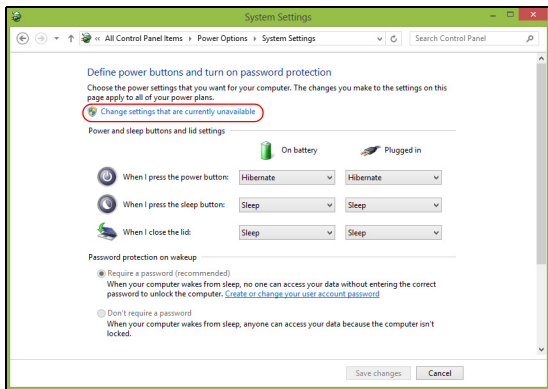 System Settings
« All Control Panel Items Power Options System Settings
Search Control Panel
Define power buttons and turn on password protection
Choose the power settings that you want for your computer. The changes you make to the settings on this
page apply to all of your power plans.
Change settings that are currently unavailable
Power and sleep buttons and lid settings
On battery Plugged in
When I press the power button: Hibernate Hibernate
When I press the sleep button: Sleep Sleep
When I close the lid: Sleep Sleep
Password protection on wakeup
Require a password (recommended)
When your computer wakes from sleep, no one can access your data without entering the correct
password to unlock the computer. Create or change your user account password
Don't require a password
When your computer wakes from sleep, anyone can access your data because the computer isn't
locked.
Save changes Cancel